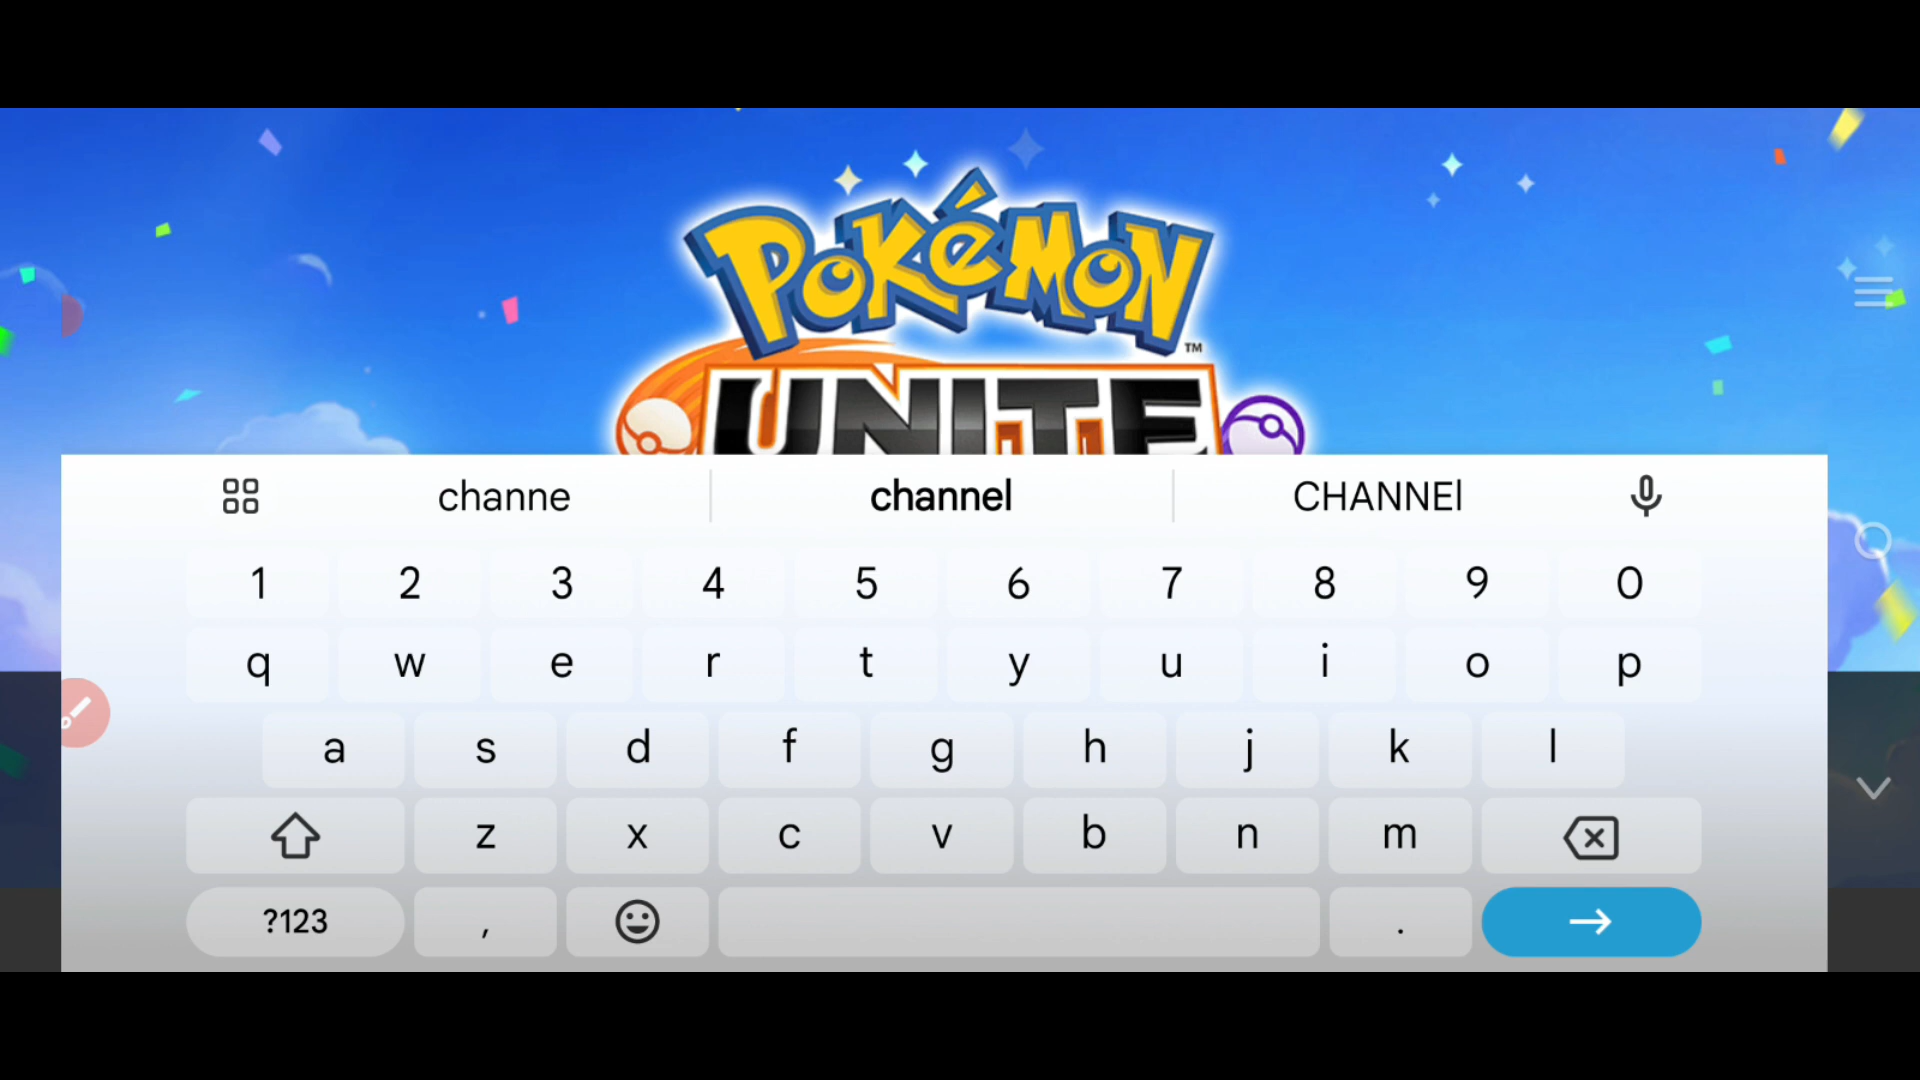 Pokémon
TM
UNITE
channe channel CHANNEl
1 2 3 4 5 6 7 8 9 0
q w e r t y u i o p
a s d f g h j k l
z x c v b n m
?123 , .